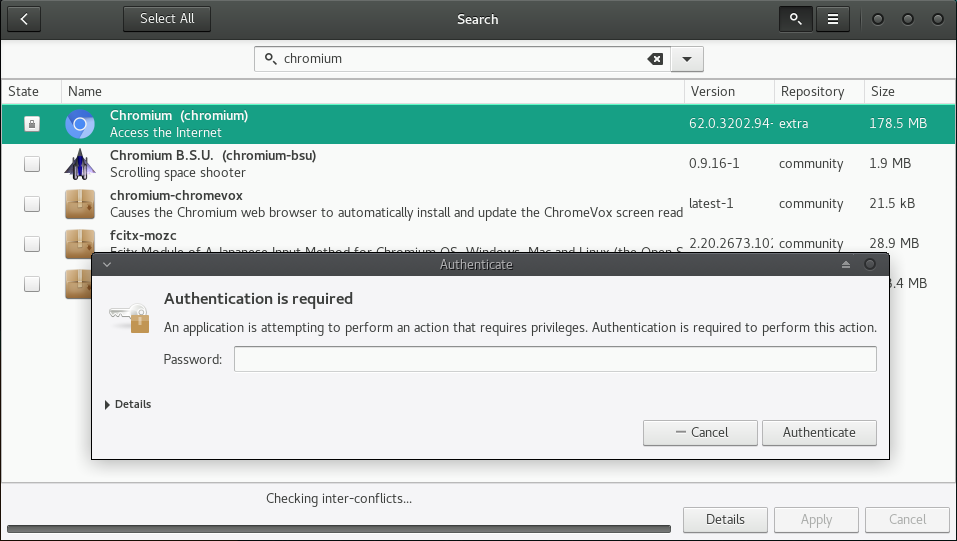 Select All
Search
chromium
State Name Version Repository Size
Chromium (chromium)
Access the Internet
62.0.3202.94- extra 178.5 MB
Chromium B.S.U. (chromium-bsu)
Scrolling space shooter
0.9.16-1 community 1.9 MB
chromium-chromevox
Causes the Chromium web browser to automatically install and update the ChromeVox screen read
latest-1 community 21.5 kB
fcitx-mozc
Fcitx Module of A Japanese Input Method for Chromium OS, Windows, Mac and Linux (the Open S
2.20.2673.102 community 28.9 MB
.4 MB
Authenticate
Authentication is required
An application is attempting to perform an action that requires privileges. Authentication is required to perform this action.
Password:
Details
Cancel Authenticate
Checking inter-conflicts...
Details Apply Cancel